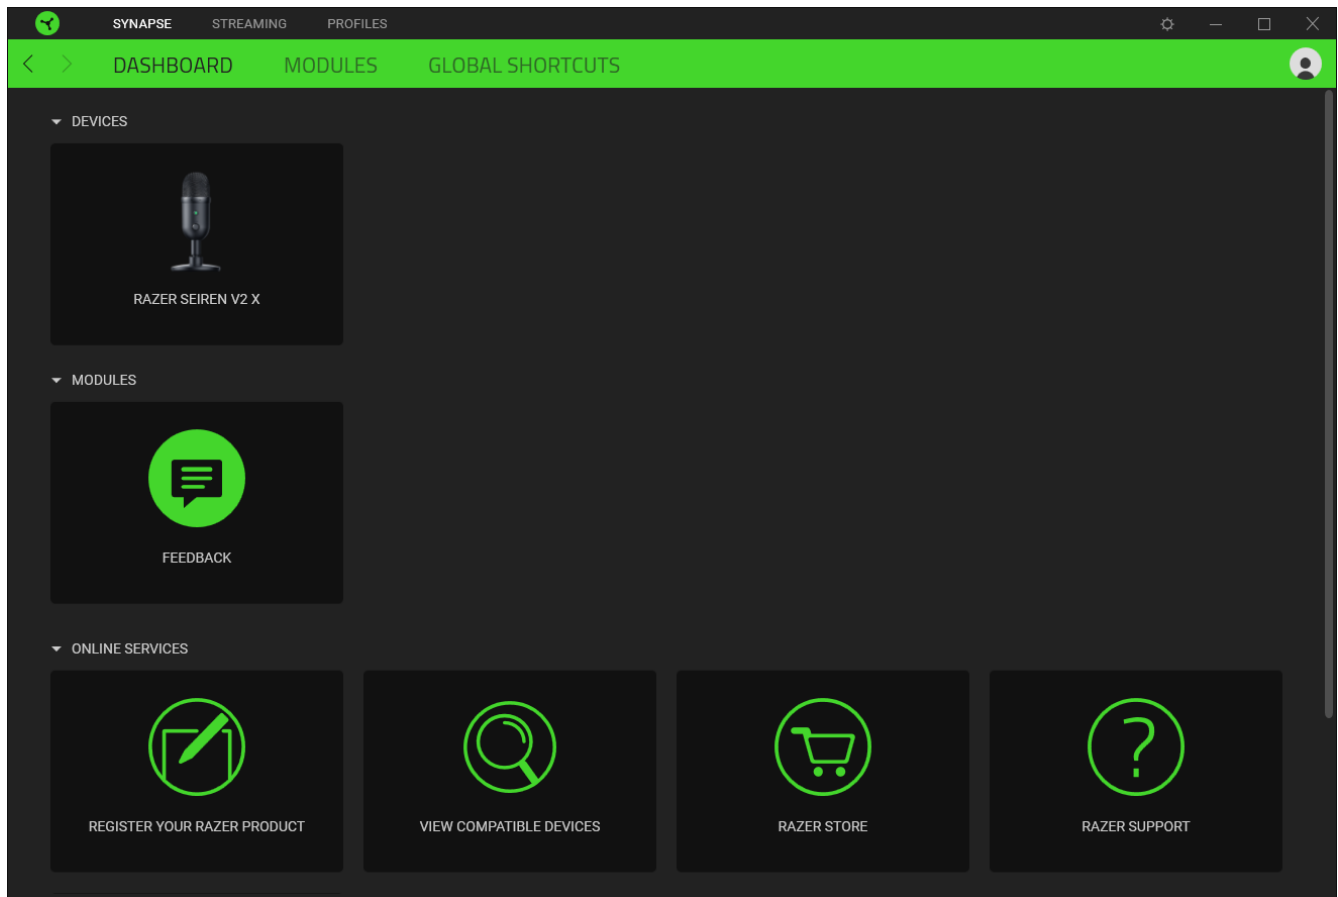 SYNAPSE STREAMING PROFILES
DASHBOARD MODULES GLOBAL SHORTCUTS
DEVICES
RAZER SEIREN V2 X
MODULES
FEEDBACK
ONLINE SERVICES
REGISTER YOUR RAZER PRODUCT
VIEW COMPATIBLE DEVICES
RAZER STORE
RAZER SUPPORT